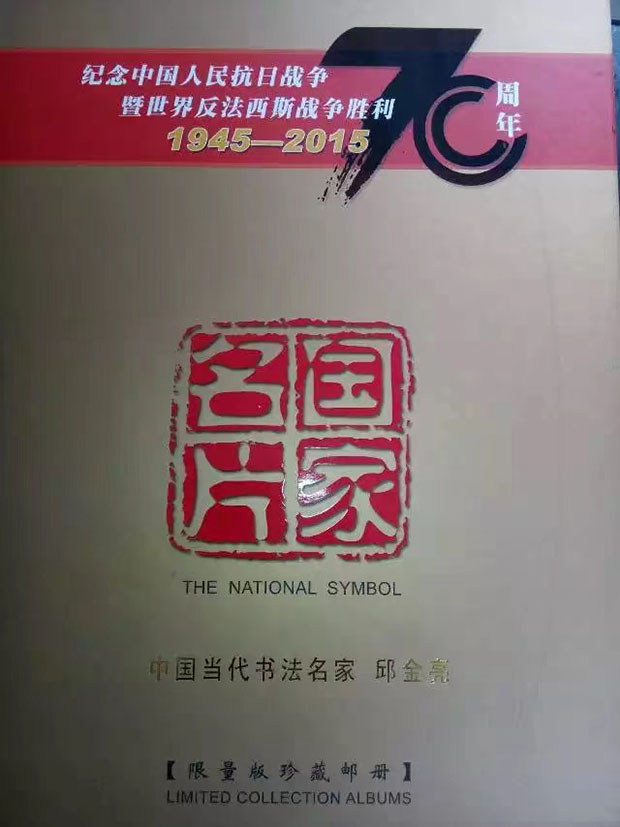 纪念中国人民抗日战争
暨世界反法西斯战争胜利
1945—2015
70
周年
国家
名片
THE NATIONAL SYMBOL
中国当代书法名家 邱金亮
【限量版珍藏邮册】
LIMITED COLLECTION ALBUMS